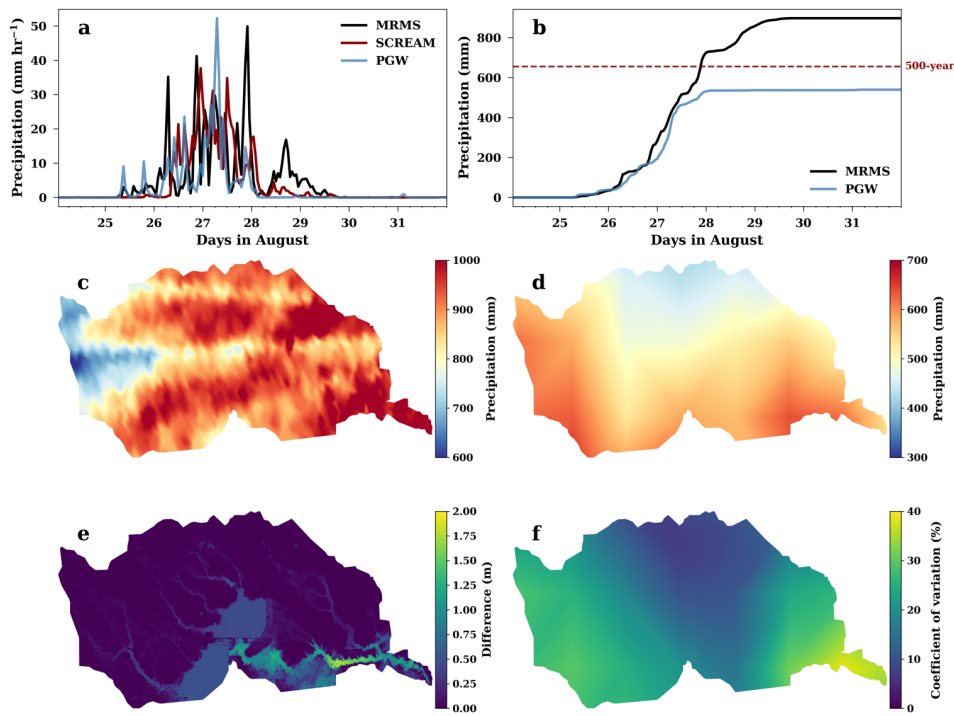 a
MRMS
SCREAM
PGW
Precipitation (mm hr⁻¹)
50
40
30
20
10
0
25
26
27
28
29
30
31
Days in August
b
800
600
400
200
0
Precipitation (mm)
500-year
MRMS
PGW
25
26
27
28
29
30
31
Days in August
c
1000
900
800
700
600
Precipitation (mm)
d
700
600
500
400
300
Precipitation (mm)
e
2.00
1.75
1.50
1.25
1.00
0.75
0.50
0.25
0.00
Difference (m)
f
40
30
20
10
0
Coefficient of variation (%)